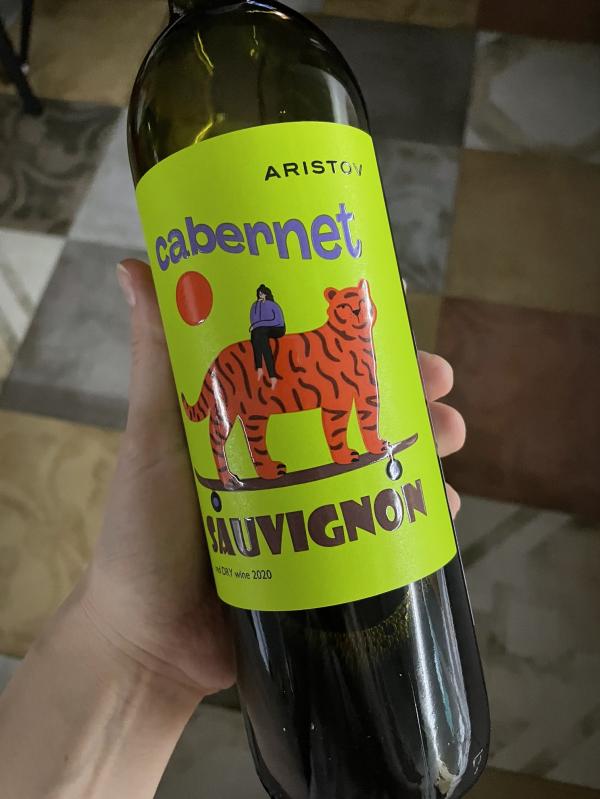 ARISTOV
cabernet
SAUVIGNON
red DRY wine 2020